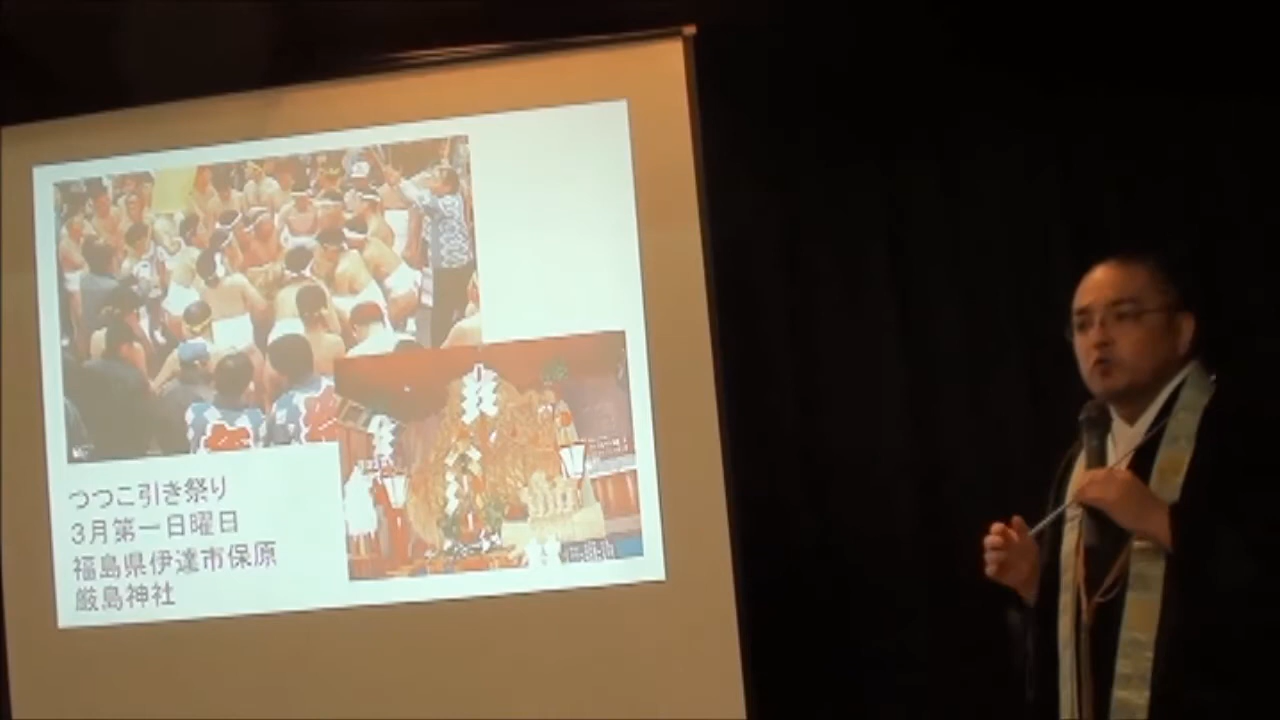 つつこ引き祭り
3月第一日曜日
福島県伊達市保原
厳島神社